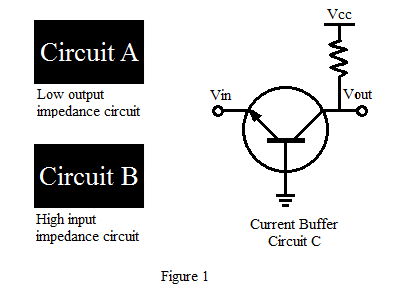 Circuit A
Low output
impedance circuit
Circuit B
High input
impedance circuit
Vcc
Vin
Vout
Current Buffer
Circuit C
Figure 1